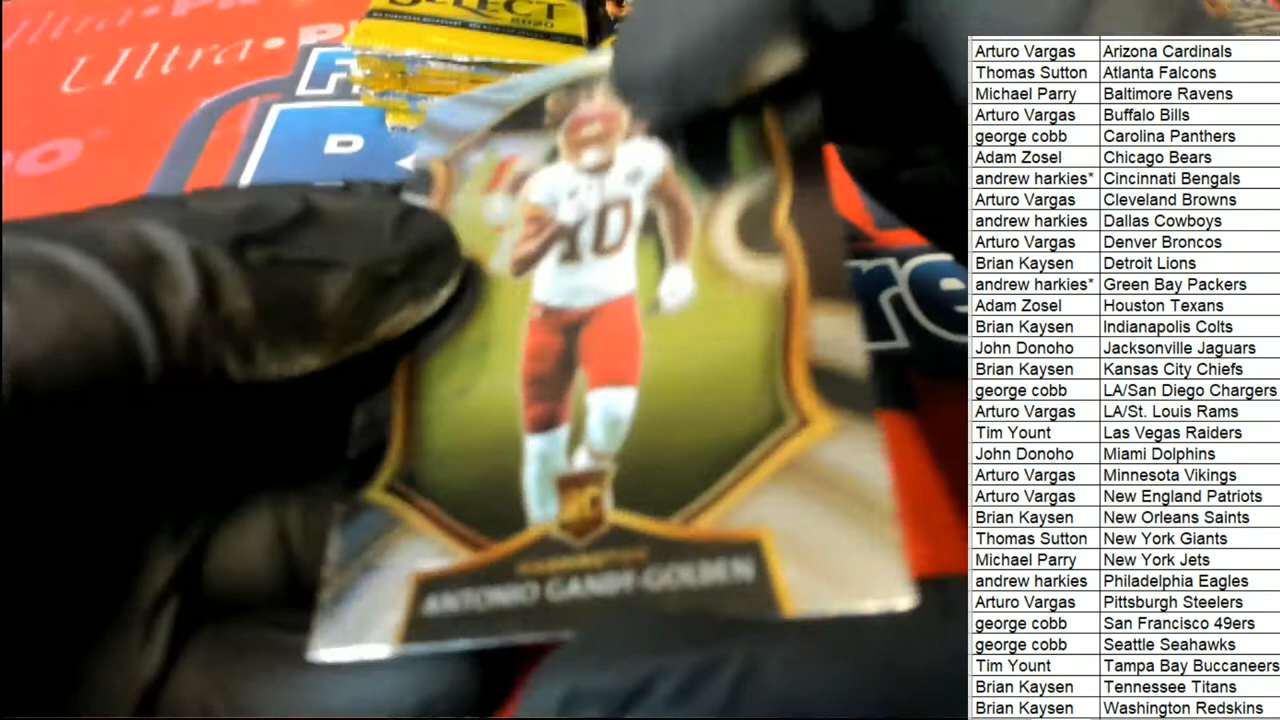 SELECT
2020
Ultra•PR
Ultra•P
PO
D
re
10
RC
ANTONIO GANDY-GOLDEN
Arturo Vargas Arizona Cardinals
Thomas Sutton Atlanta Falcons
Michael Parry Baltimore Ravens
Arturo Vargas Buffalo Bills
george cobb Carolina Panthers
Adam Zosel Chicago Bears
andrew harkies* Cincinnati Bengals
Arturo Vargas Cleveland Browns
andrew harkies Dallas Cowboys
Arturo Vargas Denver Broncos
Brian Kaysen Detroit Lions
andrew harkies* Green Bay Packers
Adam Zosel Houston Texans
Brian Kaysen Indianapolis Colts
John Donoho Jacksonville Jaguars
Brian Kaysen Kansas City Chiefs
george cobb LA/San Diego Chargers
Arturo Vargas LA/St. Louis Rams
Tim Yount Las Vegas Raiders
John Donoho Miami Dolphins
Arturo Vargas Minnesota Vikings
Arturo Vargas New England Patriots
Brian Kaysen New Orleans Saints
Thomas Sutton New York Giants
Michael Parry New York Jets
andrew harkies Philadelphia Eagles
Arturo Vargas Pittsburgh Steelers
george cobb San Francisco 49ers
george cobb Seattle Seahawks
Tim Yount Tampa Bay Buccaneers
Brian Kaysen Tennessee Titans
Brian Kaysen Washington Redskins